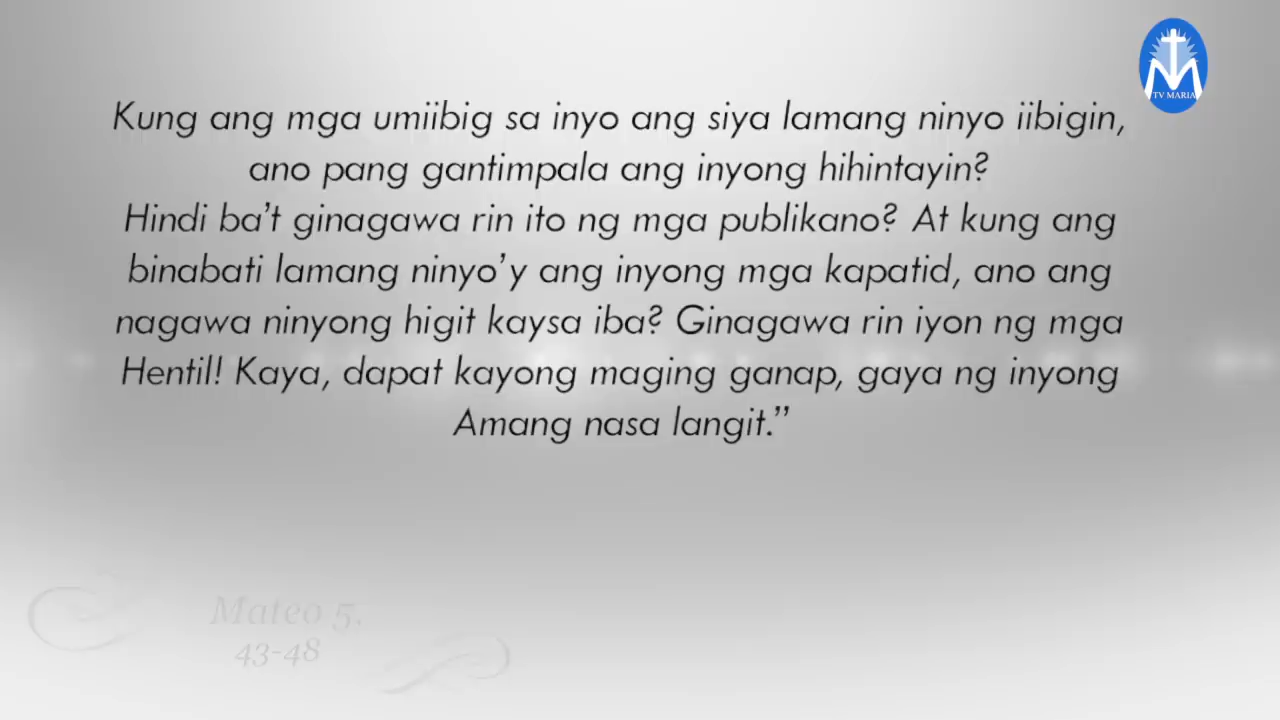 TV MARIA
Kung ang mga umiibig sa inyo ang siya lamang ninyo iibigin,
ano pang gantimpala ang inyong hihintayin?
Hindi ba’t ginagawa rin ito ng mga publikano? At kung ang
binabati lamang ninyo’y ang inyong mga kapatid, ano ang
nagawa ninyong higit kaysa iba? Ginagawa rin iyon ng mga
Hentil! Kaya, dapat kayong maging ganap, gaya ng inyong
Amang nasa langit.”
Mateo 5,
43-48